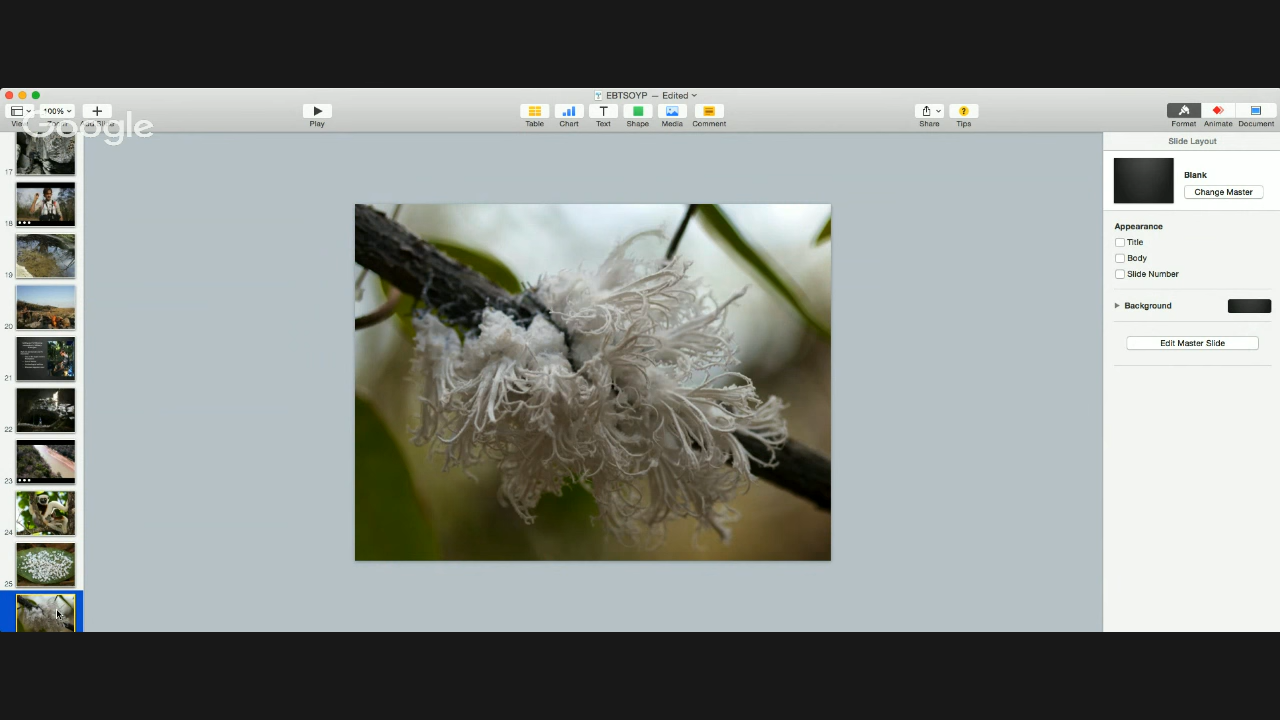 EBTSOYP — Edited
100%
Google
Play
Table
Chart
Text
Shape
Media
Comment
Share
Tips
Format
Animate
Document
Slide Layout
Blank
Change Master
Appearance
Title
Body
Slide Number
Background
Edit Master Slide
17
18
19
20
21
22
23
24
25